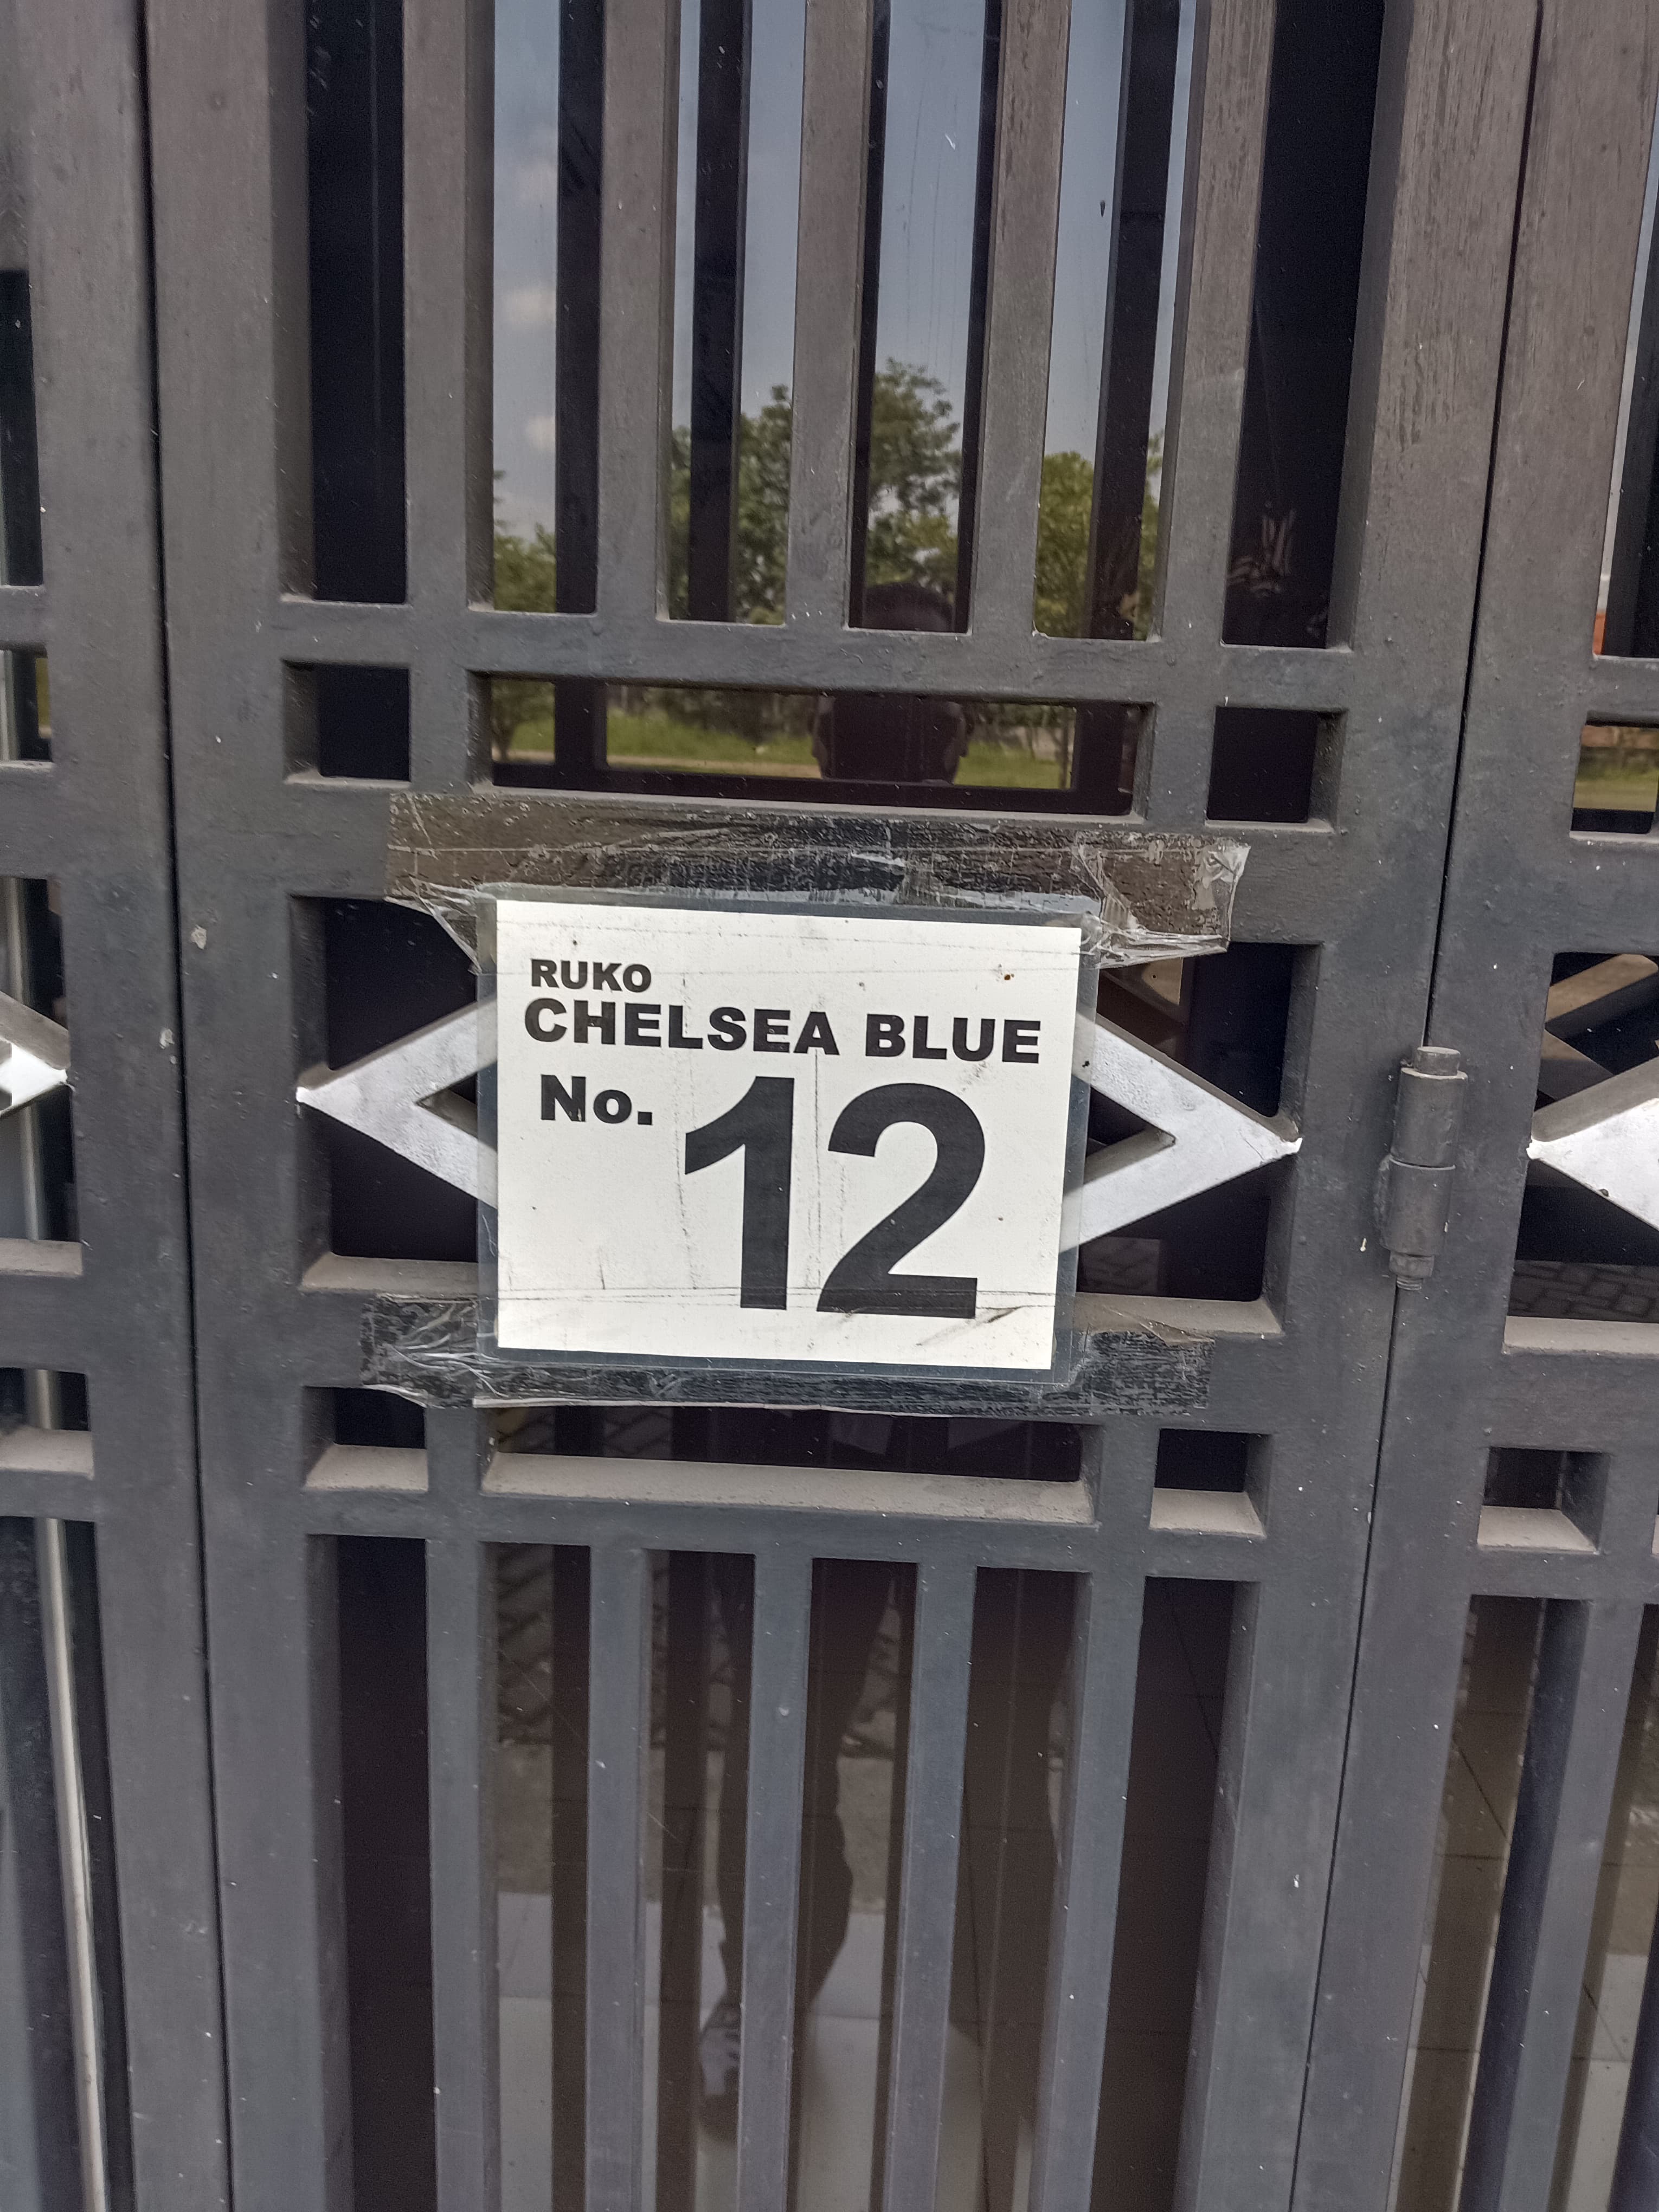 RUKO
CHELSEA BLUE
No. 12